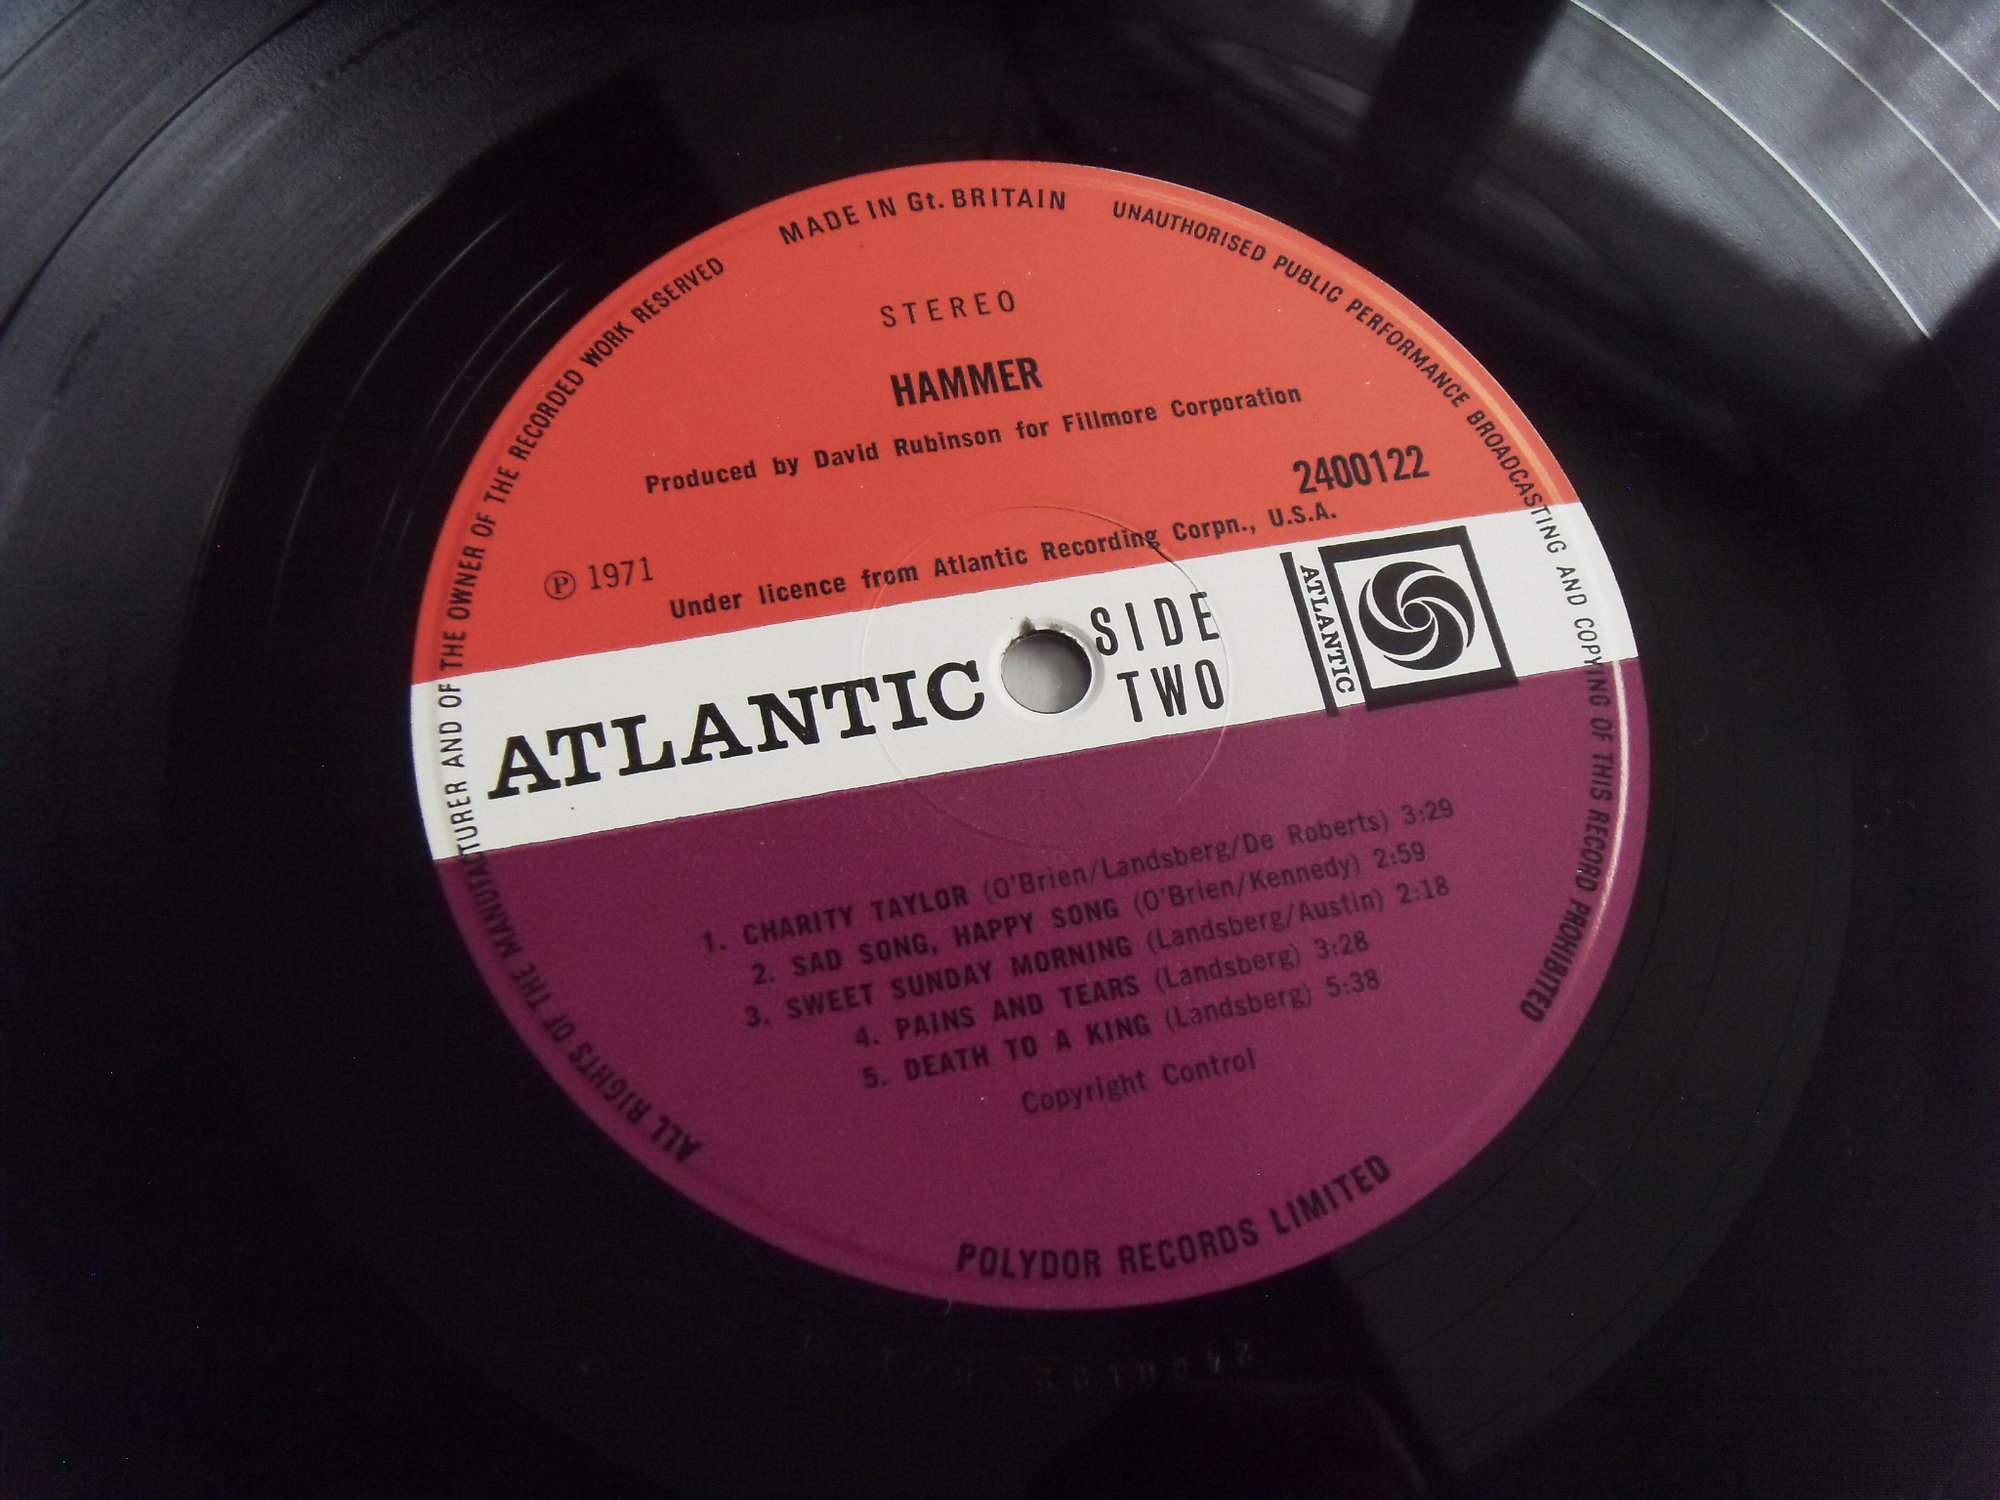 MADE IN Gt. BRITAIN
UNAUTHORISED PUBLIC PERFORMANCE BROADCASTING AND COPYING OF THIS RECORD PROHIBITED
ALL RIGHTS OF THE MANUFACTURER AND OF THE OWNER OF THE RECORDED WORK RESERVED
STEREO
HAMMER
Produced by David Rubinson for Fillmore Corporation
2400122
℗ 1971
Under licence from Atlantic Recording Corpn., U.S.A.
ATLANTIC
SIDE
TWO
ATLANTIC
1. CHARITY TAYLOR (O'Brien/Landsberg/De Roberts) 3:29
2. SAD SONG, HAPPY SONG (O'Brien/Kennedy) 2:59
3. SWEET SUNDAY MORNING (Landsberg/Austin) 2:18
4. PAINS AND TEARS (Landsberg) 3:28
5. DEATH TO A KING (Landsberg) 5:38
Copyright Control
POLYDOR RECORDS LIMITED